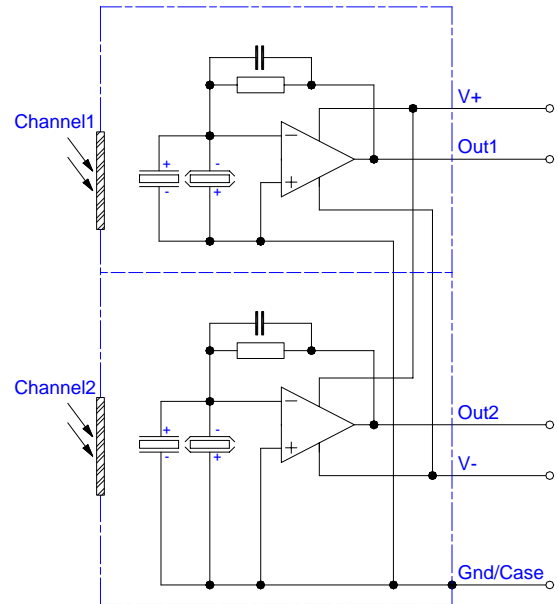 V+
Channel1
Out1
+ -
- +
−
+
Channel2
Out2
+ -
- +
−
+
V-
Gnd/Case